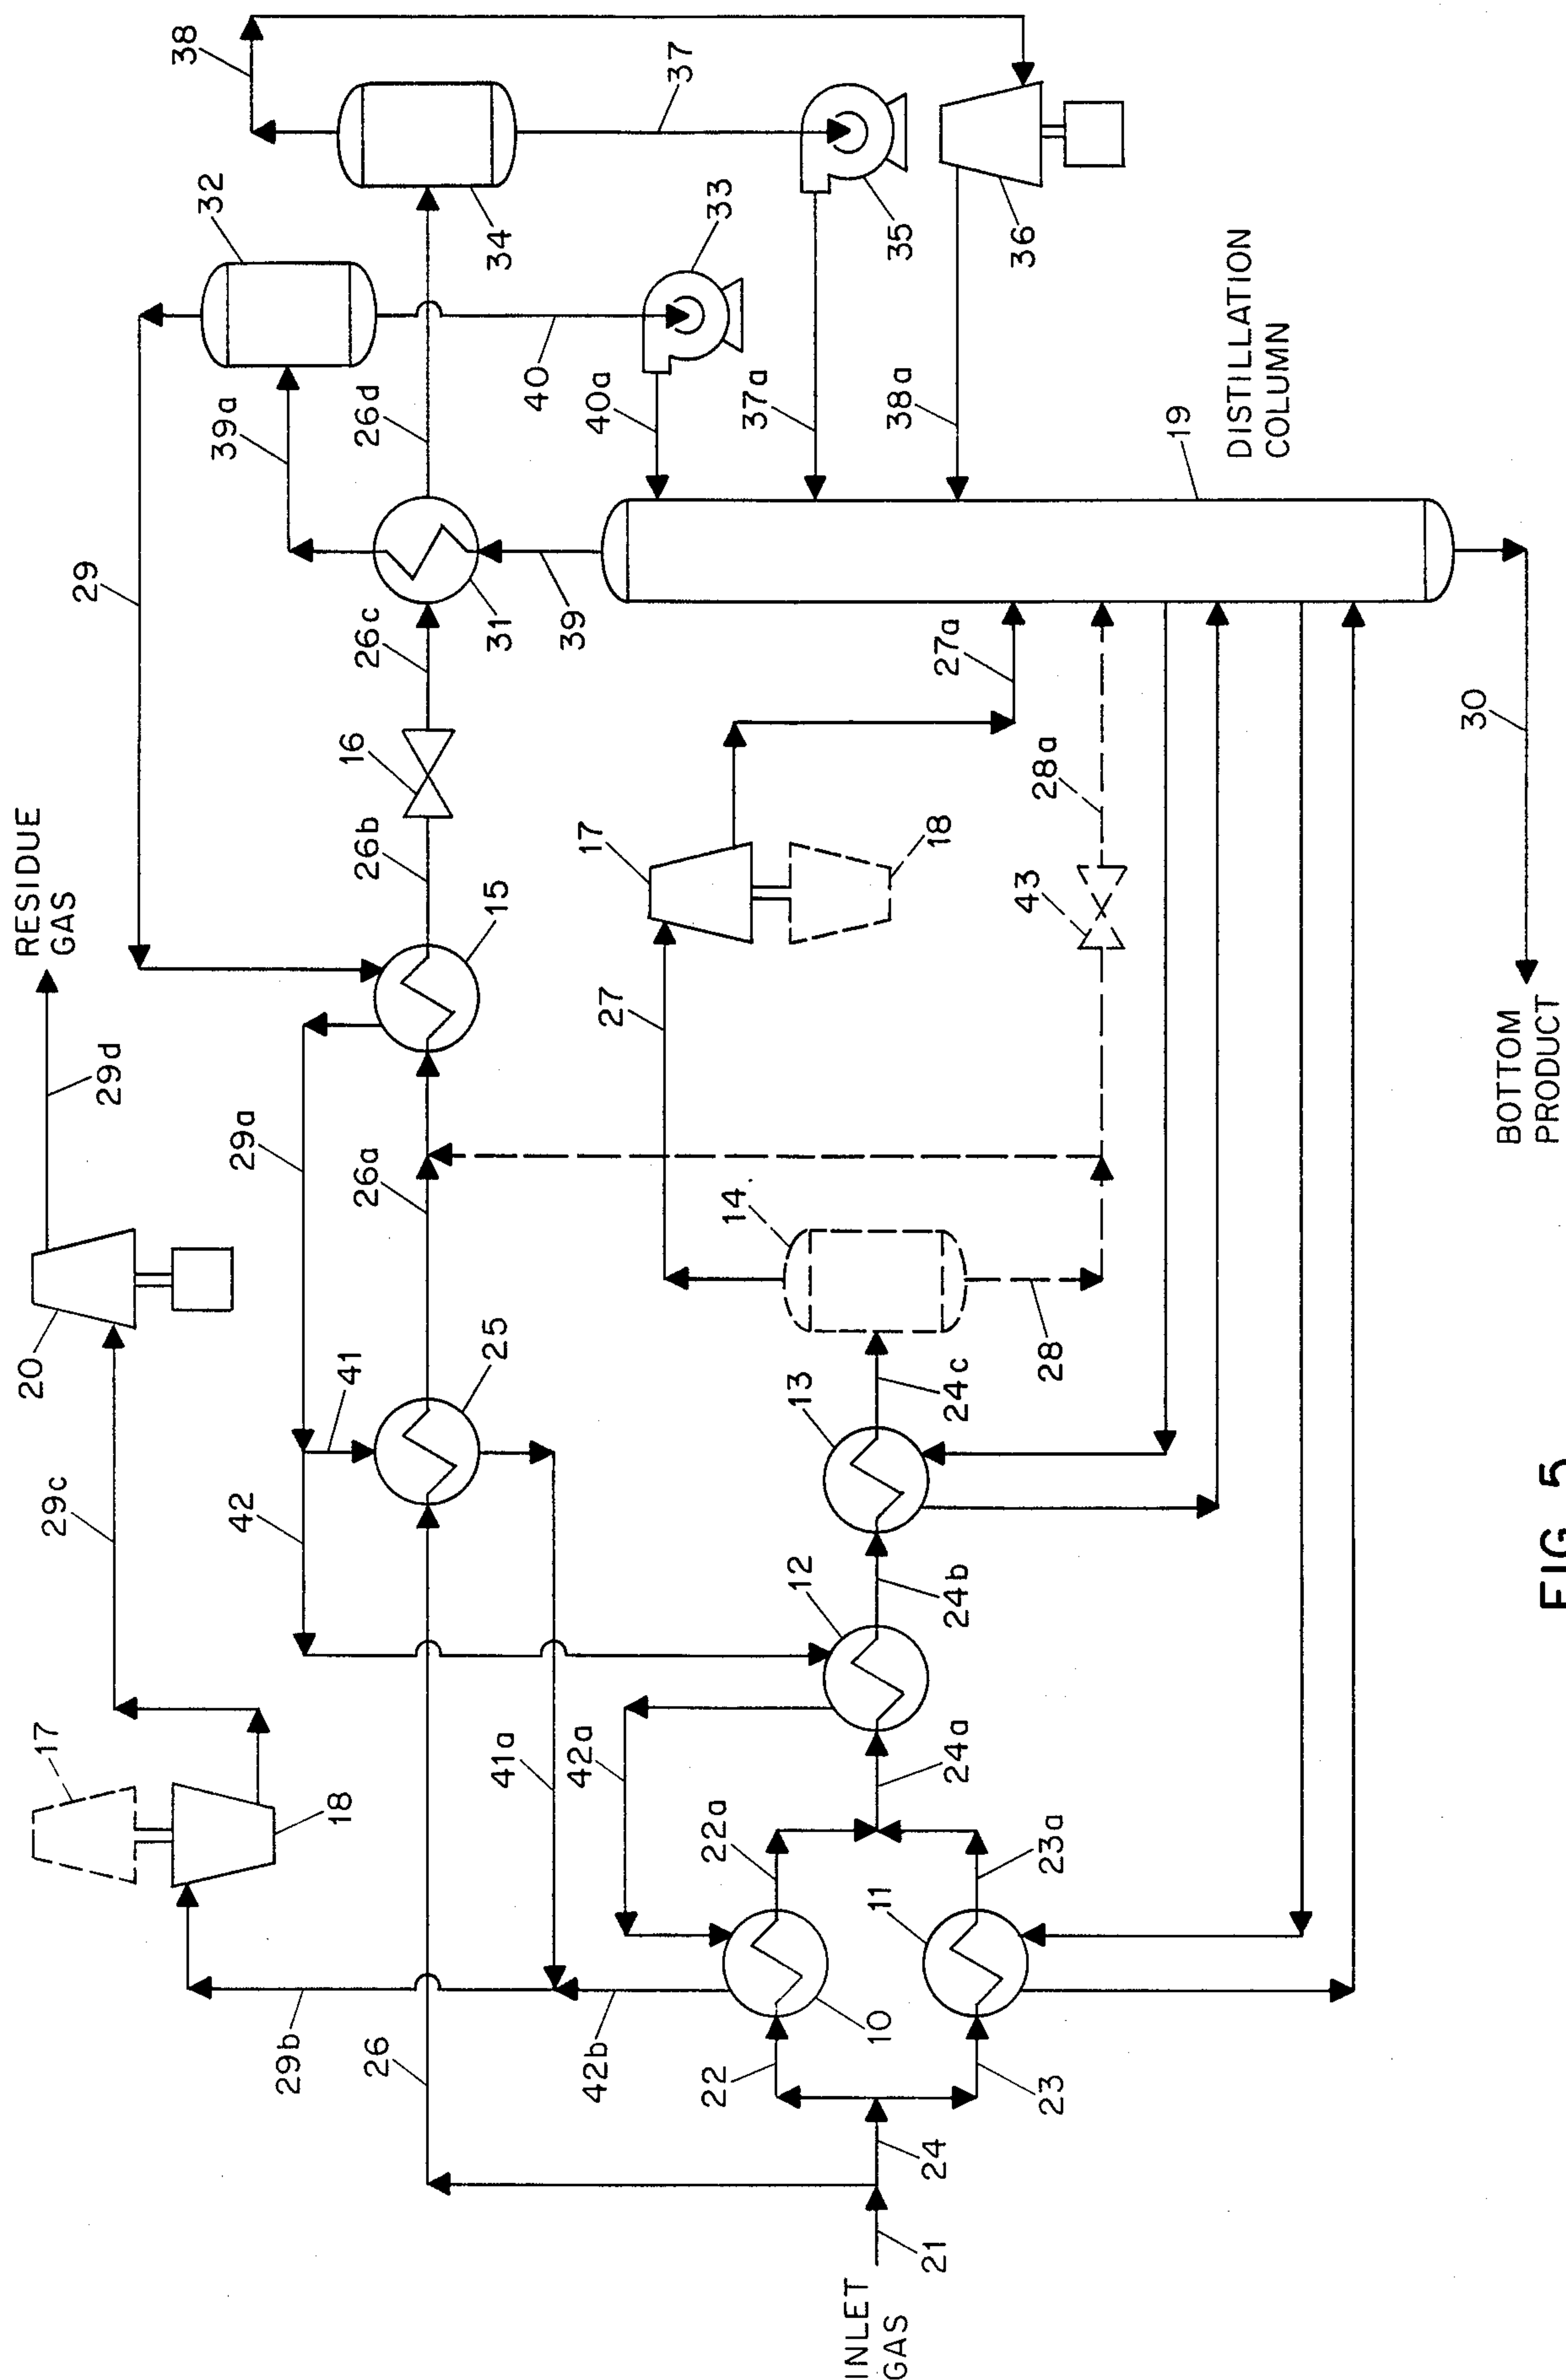 RESIDUE
GAS
29d
20
29c
17
18
29b
29
38
32
39a
34
37
26d
26c
31
39
40
33
40a
37a
38a
35
36
DISTILLATION
COLUMN
19
16
26b
15
29a
26a
41
25
42
41a
42a
26
42b
27a
17
18
27
28a
43
14
28
30
BOTTOM
PRODUCT
13
24c
12
24b
24a
22a
23a
11
10
22
23
24
21
INLET
GAS
FIG. 5